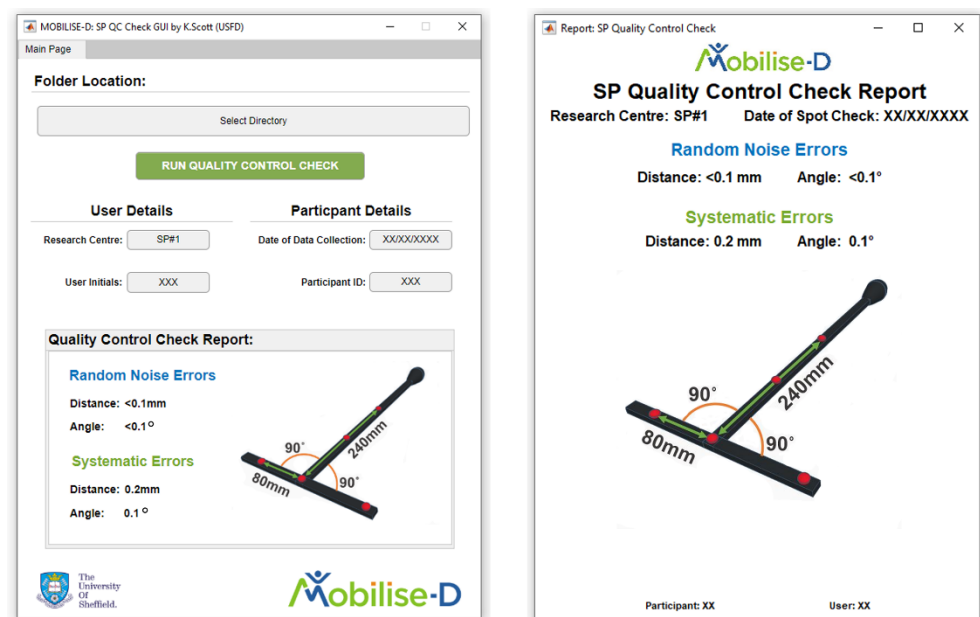 MOBILISE-D: SP QC Check GUI by K.Scott (USFD)
Main Page
Folder Location:
Select Directory
RUN QUALITY CONTROL CHECK
User Details
Particpant Details
Research Centre: SP#1
Date of Data Collection: XX/XX/XXXX
User Initials: XXX
Participant ID: XXX
Quality Control Check Report:
Random Noise Errors
Distance: <0.1mm
Angle: <0.1°
Systematic Errors
Distance: 0.2mm
Angle: 0.1 °
90°
240mm
80mm
90°
The
University
Of
Sheffield.
Mobilise-D
Report: SP Quality Control Check
Mobilise-D
SP Quality Control Check Report
Research Centre: SP#1 Date of Spot Check: XX/XX/XXXX
Random Noise Errors
Distance: <0.1 mm Angle: <0.1°
Systematic Errors
Distance: 0.2 mm Angle: 0.1°
90°
240mm
80mm
90°
Participant: XX User: XX